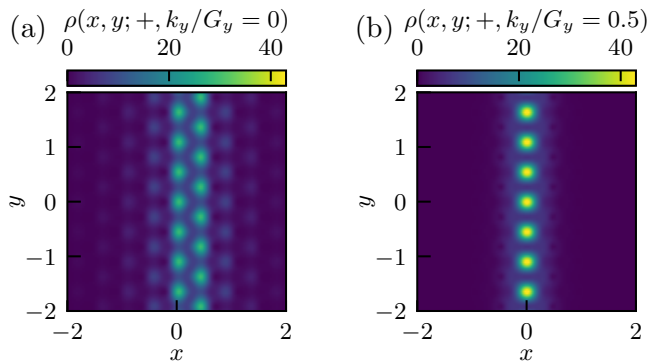 (a) ρ(x, y; +, k_y/G_y = 0)
0 20 40
2
1
0
−1
−2
y
−2 0 2
x
(b) ρ(x, y; +, k_y/G_y = 0.5)
0 20 40
2
1
0
−1
−2
y
−2 0 2
x